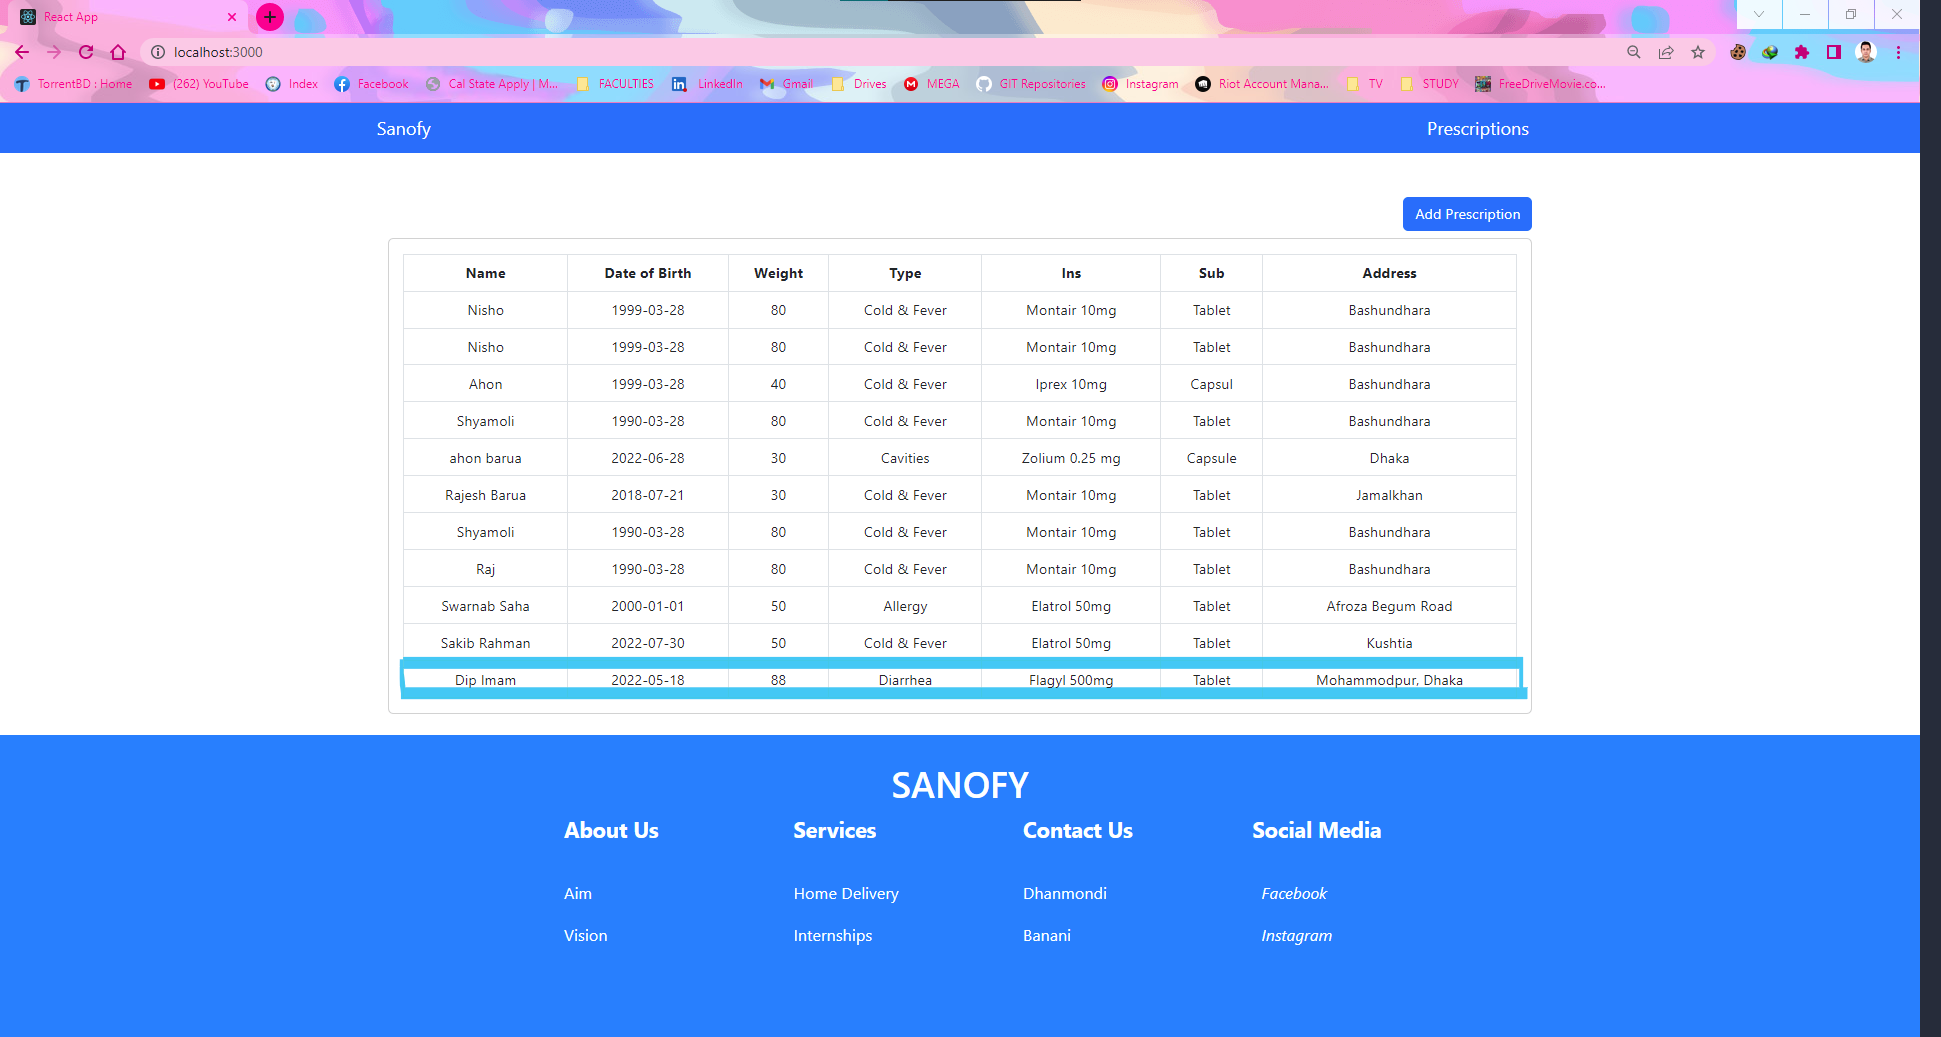 React App
localhost:3000
TorrentBD : Home (262) YouTube Index Facebook Cal State Apply | M... FACULTIES LinkedIn Gmail Drives MEGA GIT Repositories Instagram Riot Account Mana... TV STUDY FreeDriveMovie.co...
Sanofy Prescriptions
Add Prescription
Name Date of Birth Weight Type Ins Sub Address
Nisho 1999-03-28 80 Cold & Fever Montair 10mg Tablet Bashundhara
Nisho 1999-03-28 80 Cold & Fever Montair 10mg Tablet Bashundhara
Ahon 1999-03-28 40 Cold & Fever Iprex 10mg Capsul Bashundhara
Shyamoli 1990-03-28 80 Cold & Fever Montair 10mg Tablet Bashundhara
ahon barua 2022-06-28 30 Cavities Zolium 0.25 mg Capsule Dhaka
Rajesh Barua 2018-07-21 30 Cold & Fever Montair 10mg Tablet Jamalkhan
Shyamoli 1990-03-28 80 Cold & Fever Montair 10mg Tablet Bashundhara
Raj 1990-03-28 80 Cold & Fever Montair 10mg Tablet Bashundhara
Swarnab Saha 2000-01-01 50 Allergy Elatrol 50mg Tablet Afroza Begum Road
Sakib Rahman 2022-07-30 50 Cold & Fever Elatrol 50mg Tablet Kushtia
Dip Imam 2022-05-18 88 Diarrhea Flagyl 500mg Tablet Mohammodpur, Dhaka
SANOFY
About Us Services Contact Us Social Media
Aim Home Delivery Dhanmondi Facebook
Vision Internships Banani Instagram